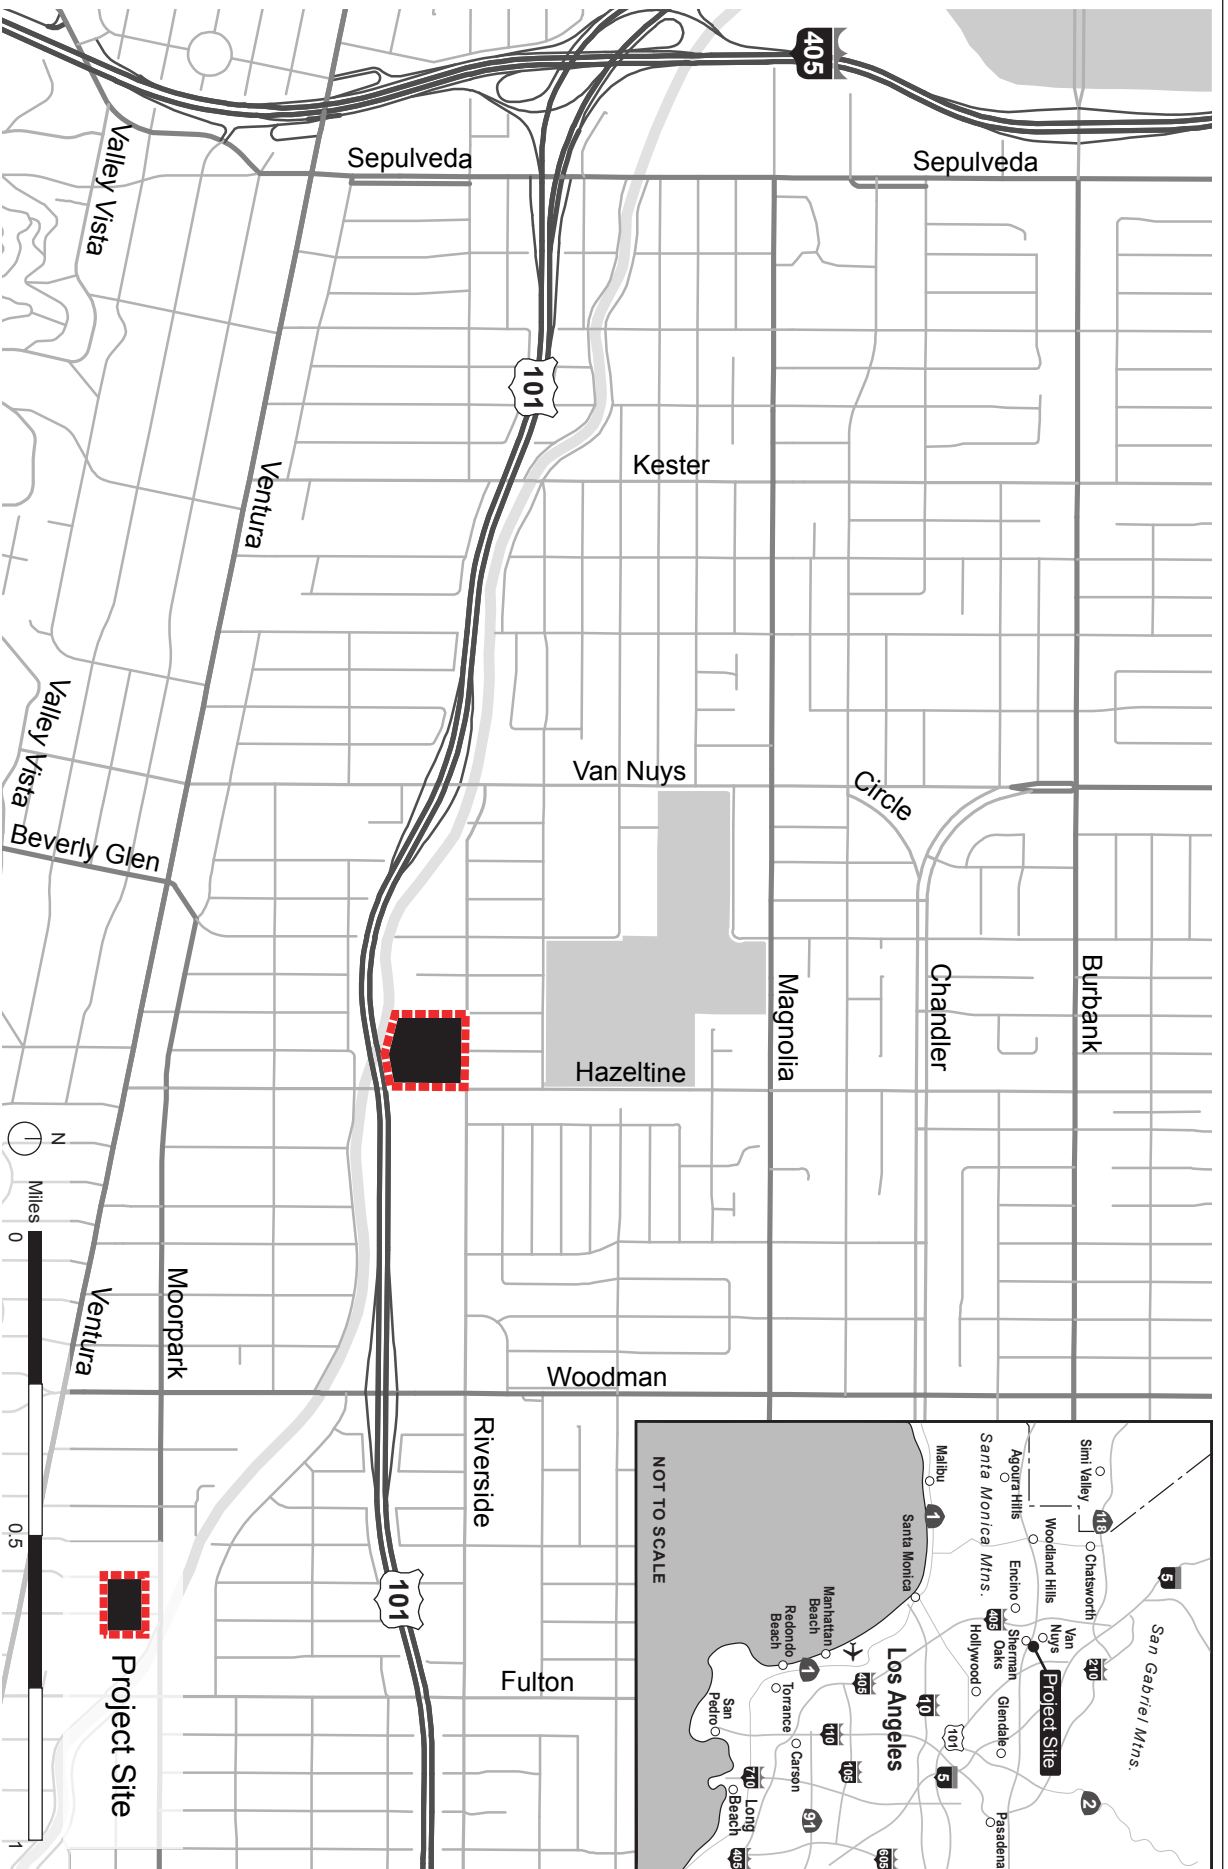 405
Sepulveda
Sepulveda
Valley Vista
101
Kester
Ventura
Valley Vista
Van Nuys
Circle
Beverly Glen
Burbank
Chandler
Magnolia
Hazeltine
N
Miles
0
0.5
1
Moorpark
Ventura
Woodman
Riverside
101
Fulton
Project Site
NOT TO SCALE
Simi Valley
118
Chatsworth
5
San Gabriel Mtns.
Agoura Hills
Santa Monica Mtns.
Malibu
1
Woodland Hills
Encino
405
Van
Nuys
Sherman
Oaks
210
Project Site
Santa Monica
Hollywood
Glendale
101
10
5
2
Pasadena
Los Angeles
Manhattan
Beach
Redondo
Beach
1
405
Torrance
110
105
Carson
San
Pedro
710
Long
Beach
91
405
605